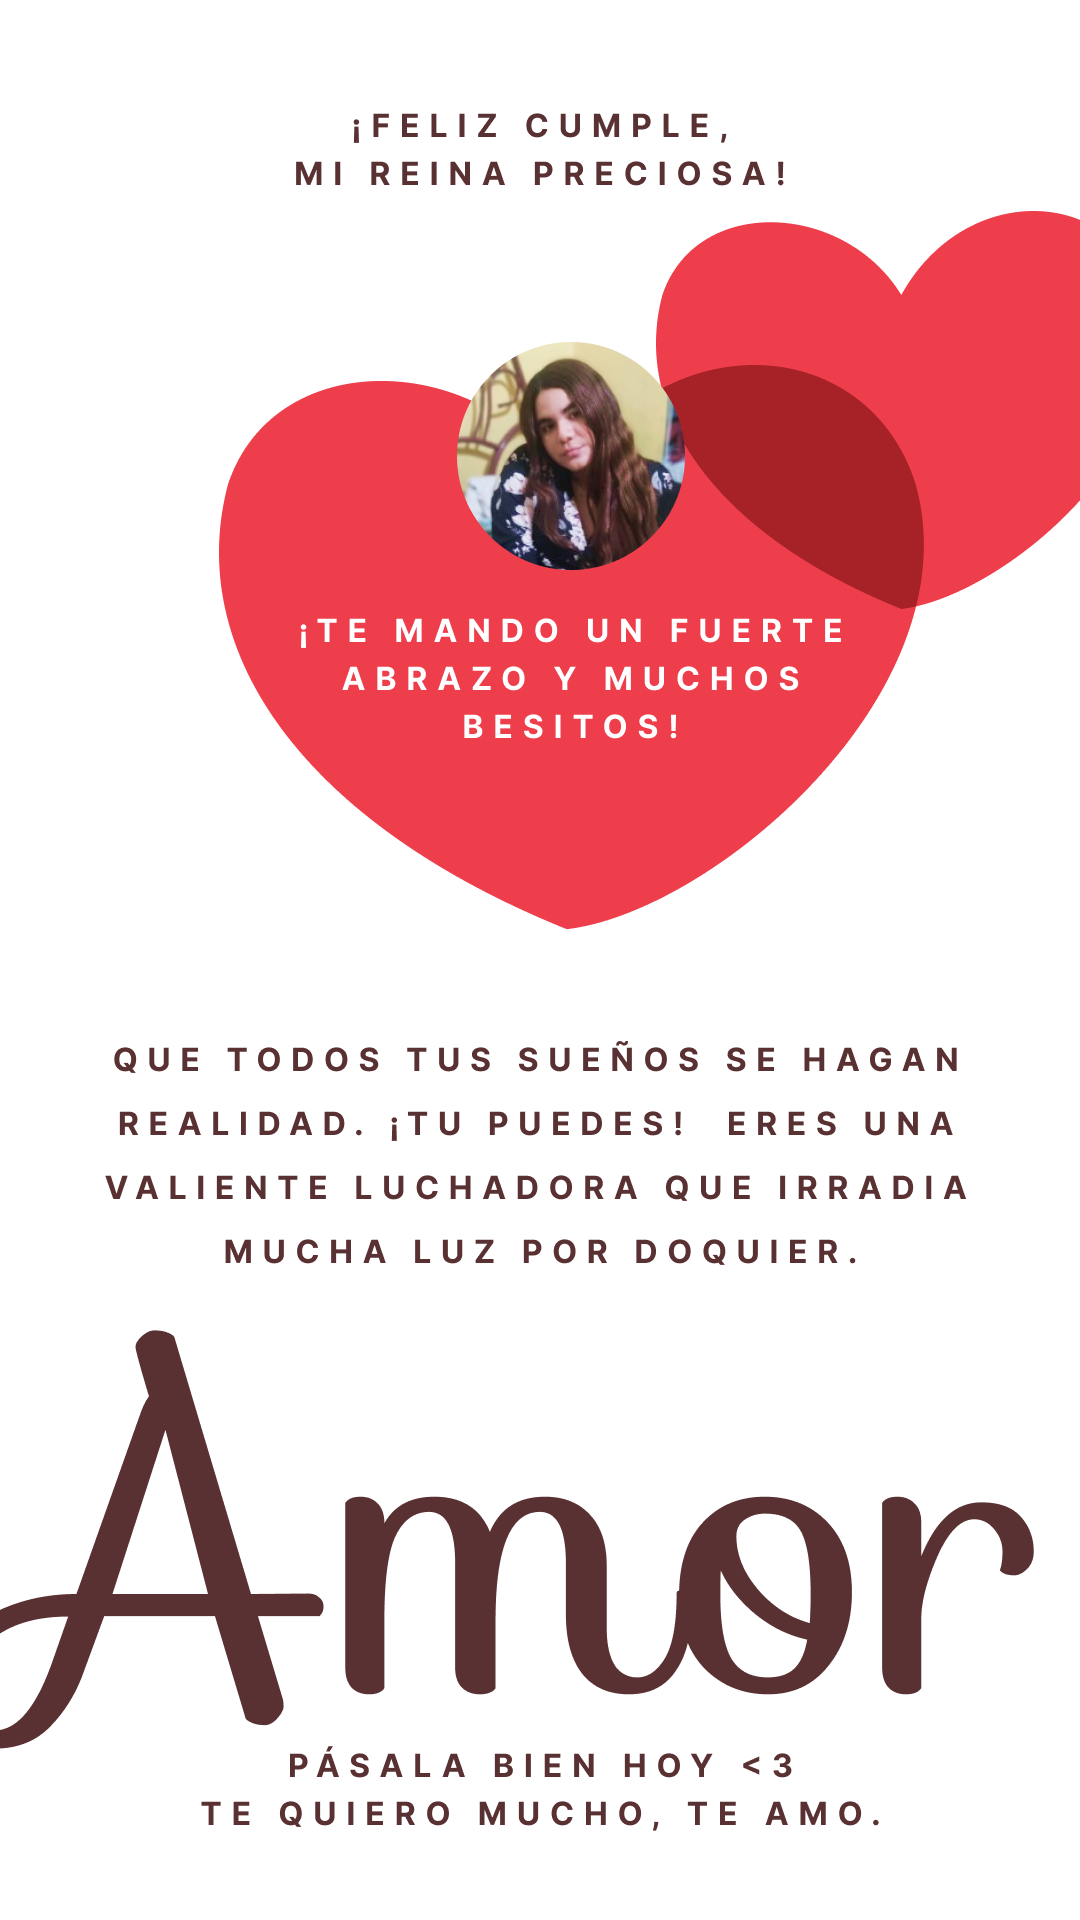 ¡FELIZ CUMPLE,
MI REINA PRECIOSA!
¡TE MANDO UN FUERTE
ABRAZO Y MUCHOS
BESITOS!
QUE TODOS TUS SUEÑOS SE HAGAN
REALIDAD. ¡TU PUEDES!  ERES UNA
VALIENTE LUCHADORA QUE IRRADIA
MUCHA LUZ POR DOQUIER.
Amor
PÁSALA BIEN HOY <3
TE QUIERO MUCHO, TE AMO.